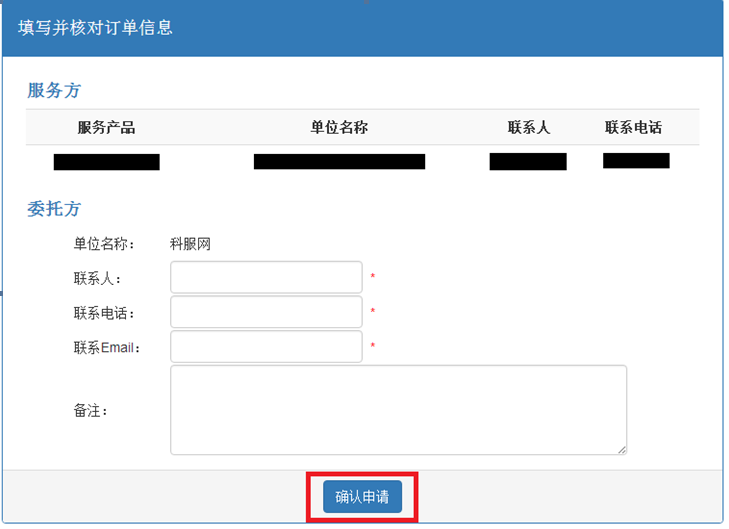 填写并核对订单信息
服务方
服务产品 单位名称 联系人 联系电话
委托方
单位名称： 科服网
联系人： *
联系电话： *
联系Email： *
备注：
确认申请